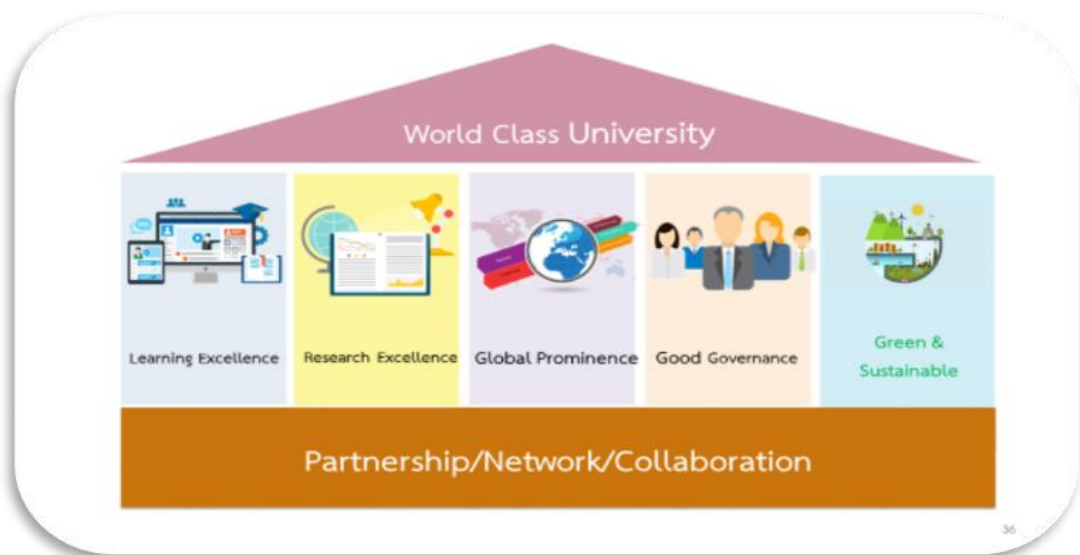 World Class University
Learning Excellence
Research Excellence
Global Prominence
Good Governance
Green &
Sustainable
Partnership/Network/Collaboration
36